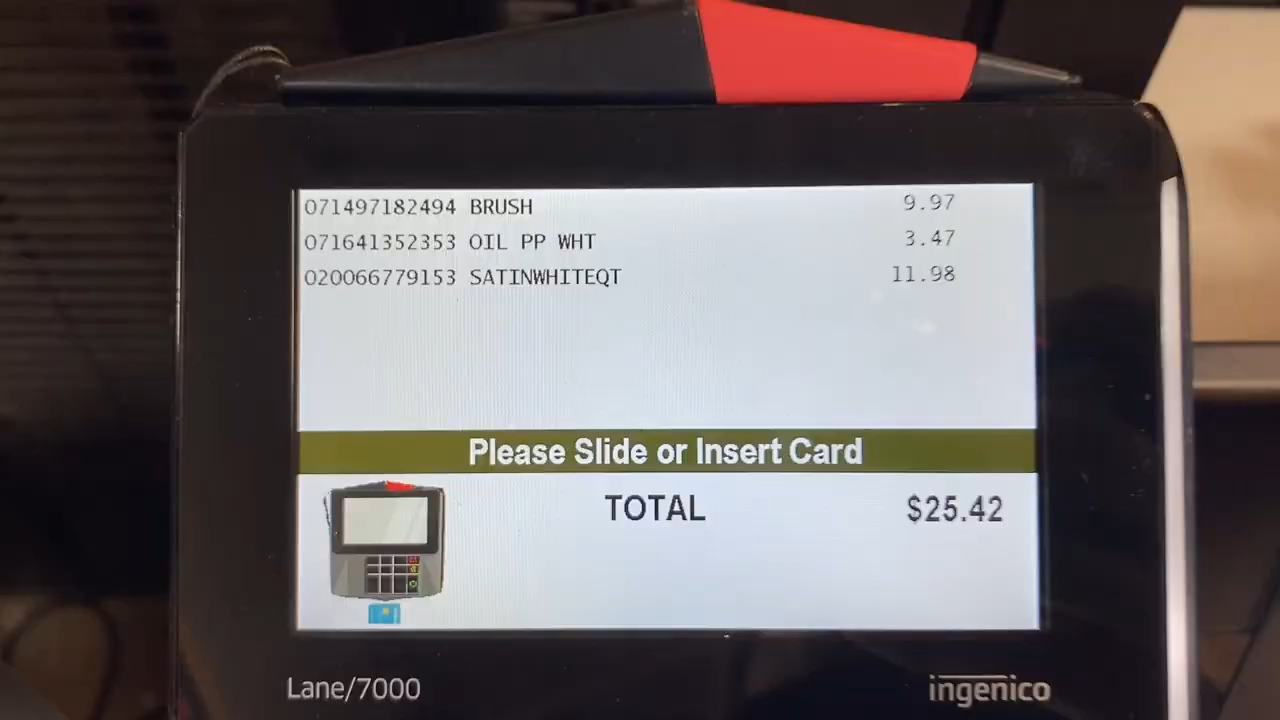 071497182494 BRUSH 9.97
071641352353 OIL PP WHT 3.47
020066779153 SATINWHITEQT 11.98
Please Slide or Insert Card
TOTAL $25.42
Lane/7000 ingenico